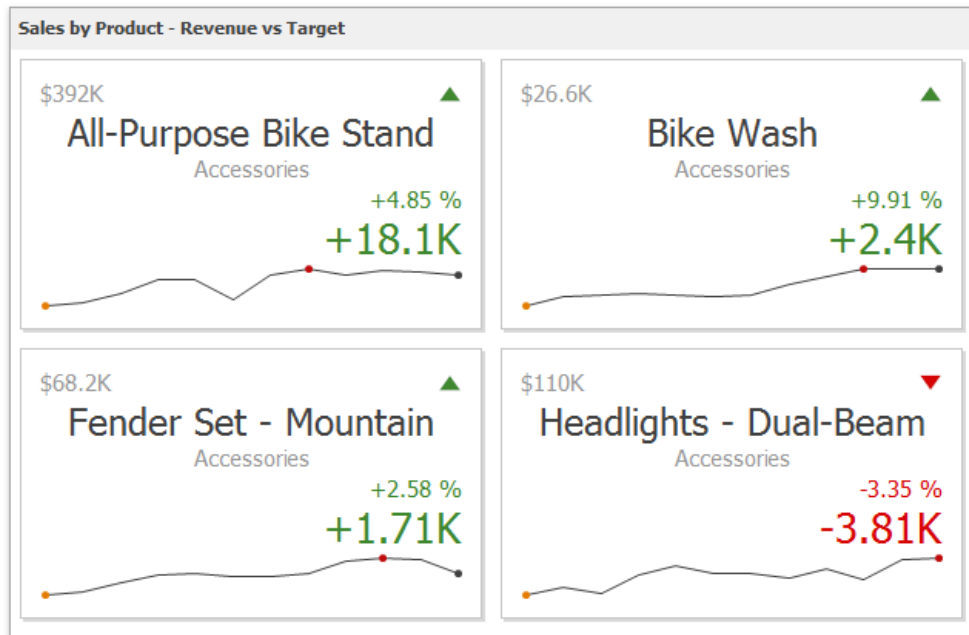 Sales by Product - Revenue vs Target
$392K
All-Purpose Bike Stand
Accessories
+4.85 %
+18.1K
$26.6K
Bike Wash
Accessories
+9.91 %
+2.4K
$68.2K
Fender Set - Mountain
Accessories
+2.58 %
+1.71K
$110K
Headlights - Dual-Beam
Accessories
-3.35 %
-3.81K